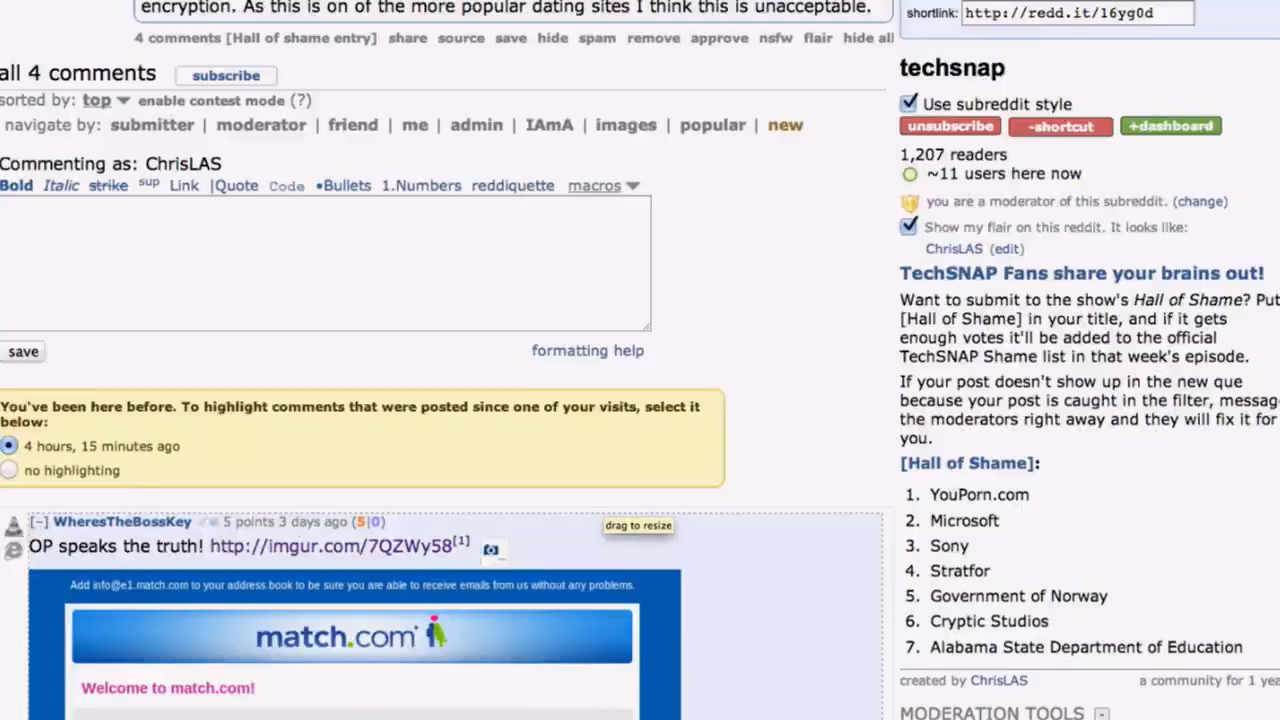 encryption. As this is on of the more popular dating sites I think this is unacceptable.
4 comments [Hall of shame entry] share source save hide spam remove approve nsfw flair hide all
all 4 comments subscribe
sorted by: top enable contest mode (?)
navigate by: submitter | moderator | friend | me | admin | IAmA | images | popular | new
Commenting as: ChrisLAS
Bold Italic strike sup Link |Quote Code •Bullets 1.Numbers reddiquette macros
save formatting help
You've been here before. To highlight comments that were posted since one of your visits, select it
below:
4 hours, 15 minutes ago
no highlighting
[-] WheresTheBossKey 5 points 3 days ago (5|0)
drag to resize
OP speaks the truth! http://imgur.com/7QZWy58[1]
Add info@e1.match.com to your address book to be sure you are able to receive emails from us without any problems.
match.com
Welcome to match.com!
shortlink: http://redd.it/16yg0d
techsnap
Use subreddit style
unsubscribe -shortcut +dashboard
1,207 readers
~11 users here now
you are a moderator of this subreddit. (change)
Show my flair on this reddit. It looks like:
ChrisLAS (edit)
TechSNAP Fans share your brains out!
Want to submit to the show's Hall of Shame? Put
[Hall of Shame] in your title, and if it gets
enough votes it'll be added to the official
TechSNAP Shame list in that week's episode.
If your post doesn't show up in the new que
because your post is caught in the filter, messag
the moderators right away and they will fix it for
you.
[Hall of Shame]:
1. YouPorn.com
2. Microsoft
3. Sony
4. Stratfor
5. Government of Norway
6. Cryptic Studios
7. Alabama State Department of Education
created by ChrisLAS a community for 1 yea
MODERATION TOOLS [-]